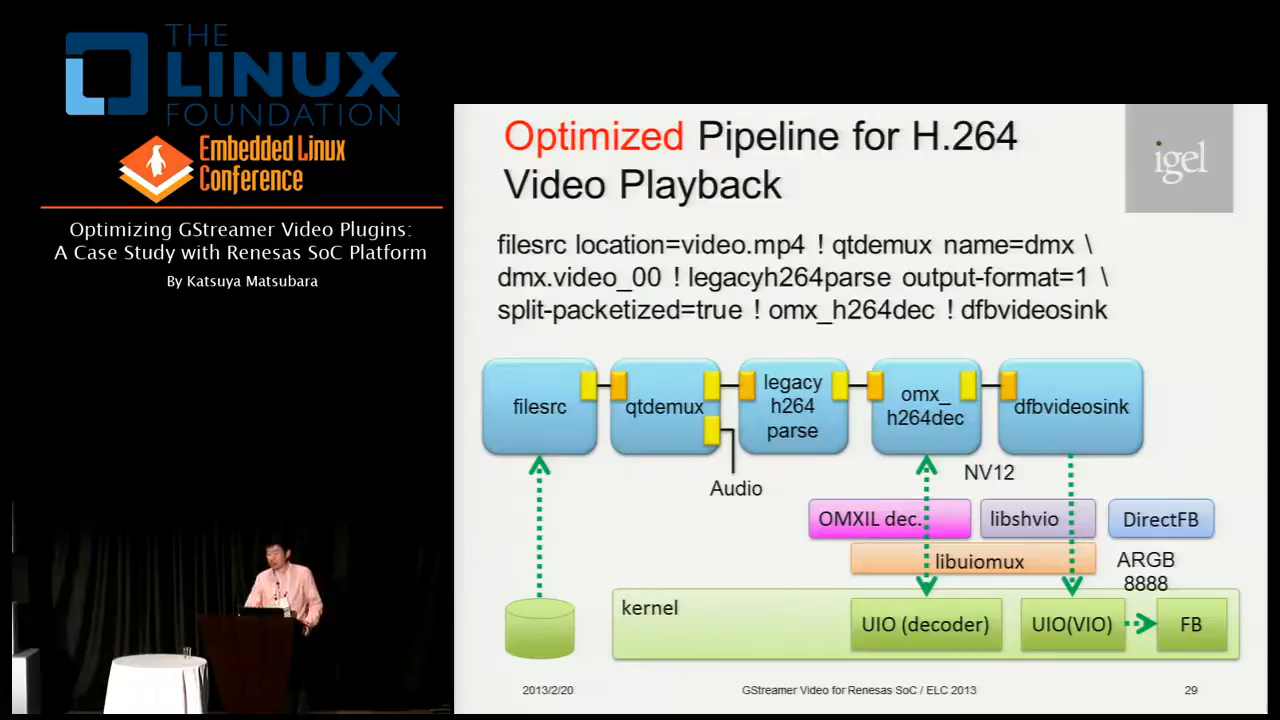 THE
LINUX
FOUNDATION
Embedded Linux
Conference
Optimizing GStreamer Video Plugins:
A Case Study with Renesas SoC Platform
By Katsuya Matsubara
Optimized Pipeline for H.264
Video Playback
igel
filesrc location=video.mp4 ! qtdemux name=dmx \
dmx.video_00 ! legacyh264parse output-format=1 \
split-packetized=true ! omx_h264dec ! dfbvideosink
filesrc
qtdemux
legacy
h264
parse
omx_
h264dec
dfbvideosink
Audio
NV12
OMXIL dec.
libshvio
DirectFB
libuiomux
ARGB
8888
kernel
UIO (decoder)
UIO(VIO)
FB
2013/2/20
GStreamer Video for Renesas SoC / ELC 2013
29